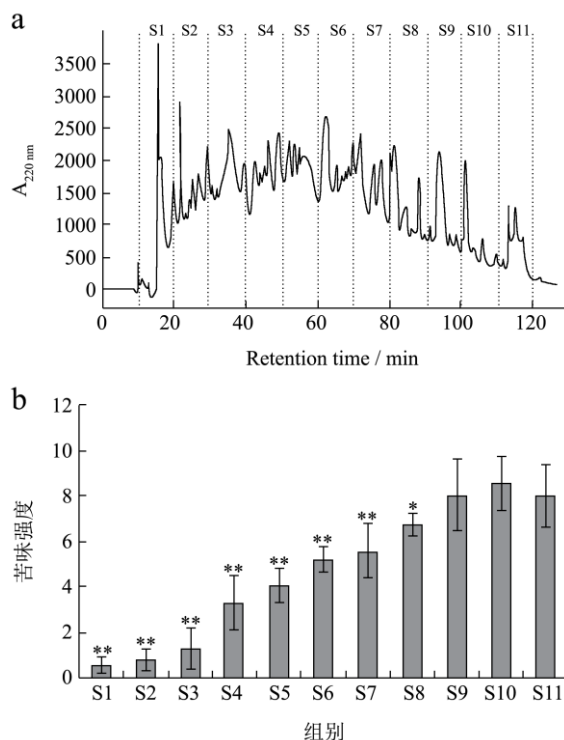 a
S1 S2 S3 S4 S5 S6 S7 S8 S9 S10 S11
3500
3000
2500
2000
1500
1000
500
0
A220 nm
0 20 40 60 80 100 120
Retention time / min
b
12
10
8
6
4
2
0
苦味强度
** ** ** ** ** ** ** *
S1 S2 S3 S4 S5 S6 S7 S8 S9 S10 S11
组别